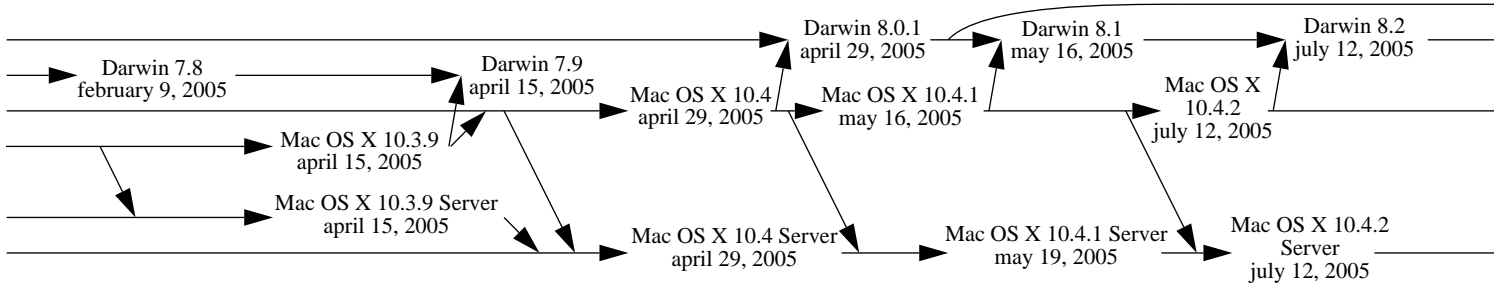 Darwin 8.0.1
april 29, 2005
Darwin 8.1
may 16, 2005
Darwin 8.2
july 12, 2005
Darwin 7.8
february 9, 2005
Darwin 7.9
april 15, 2005
Mac OS X 10.4
april 29, 2005
Mac OS X 10.4.1
may 16, 2005
Mac OS X
10.4.2
july 12, 2005
Mac OS X 10.3.9
april 15, 2005
Mac OS X 10.3.9 Server
april 15, 2005
Mac OS X 10.4 Server
april 29, 2005
Mac OS X 10.4.1 Server
may 19, 2005
Mac OS X 10.4.2
Server
july 12, 2005